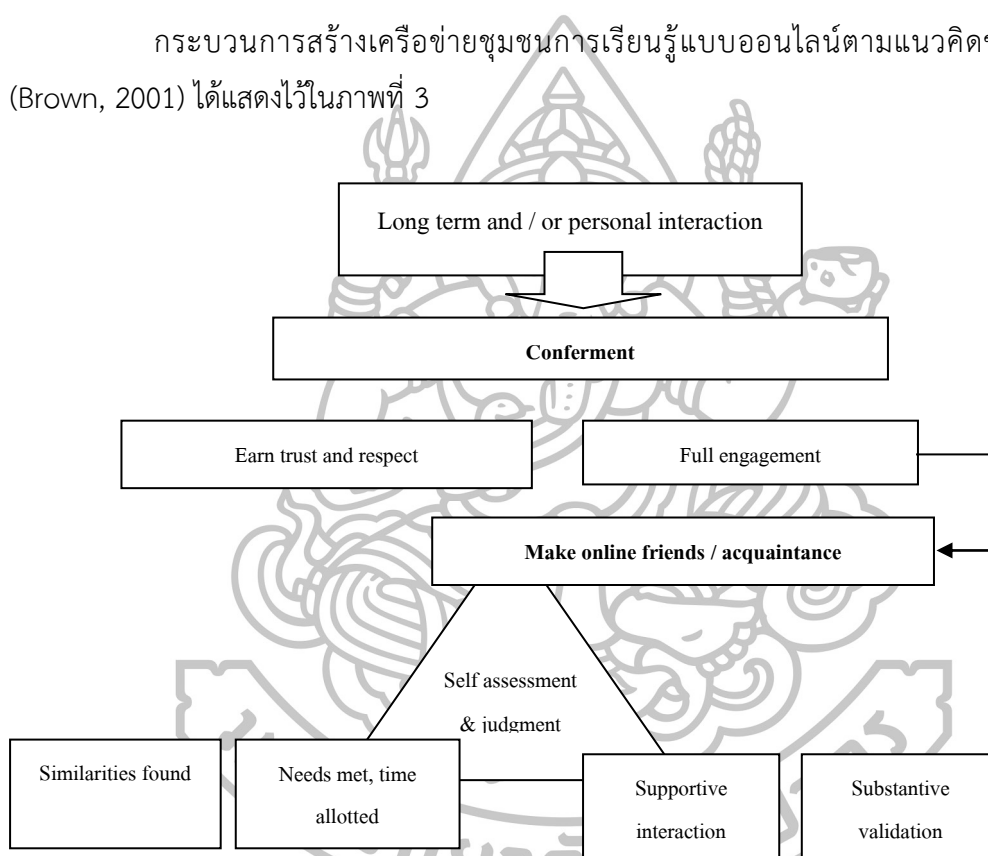 กระบวนการสร้างเครือข่ายชุมชนการเรียนรู้แบบออนไลน์ตามแนวคิด
(Brown, 2001) ได้แสดงไว้ในภาพที่ 3
Long term and / or personal interaction
Conferment
Earn trust and respect
Full engagement
Make online friends / acquaintance
Self assessment
& judgment
Similarities found
Needs met, time
allotted
Supportive
interaction
Substantive
validation